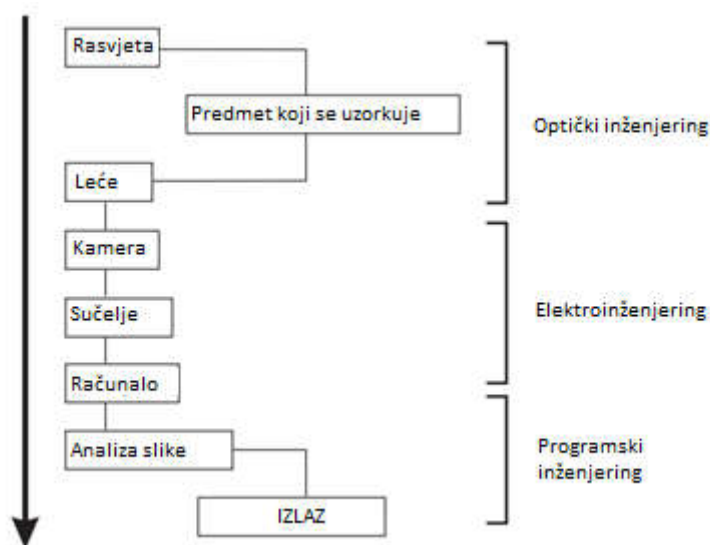 Rasvjeta
Predmet koji se uzorkuje
Optički inženjering
Leće
Kamera
Sučelje
Elektroinženjering
Računalo
Analiza slike
Programski
inženjering
IZLAZ